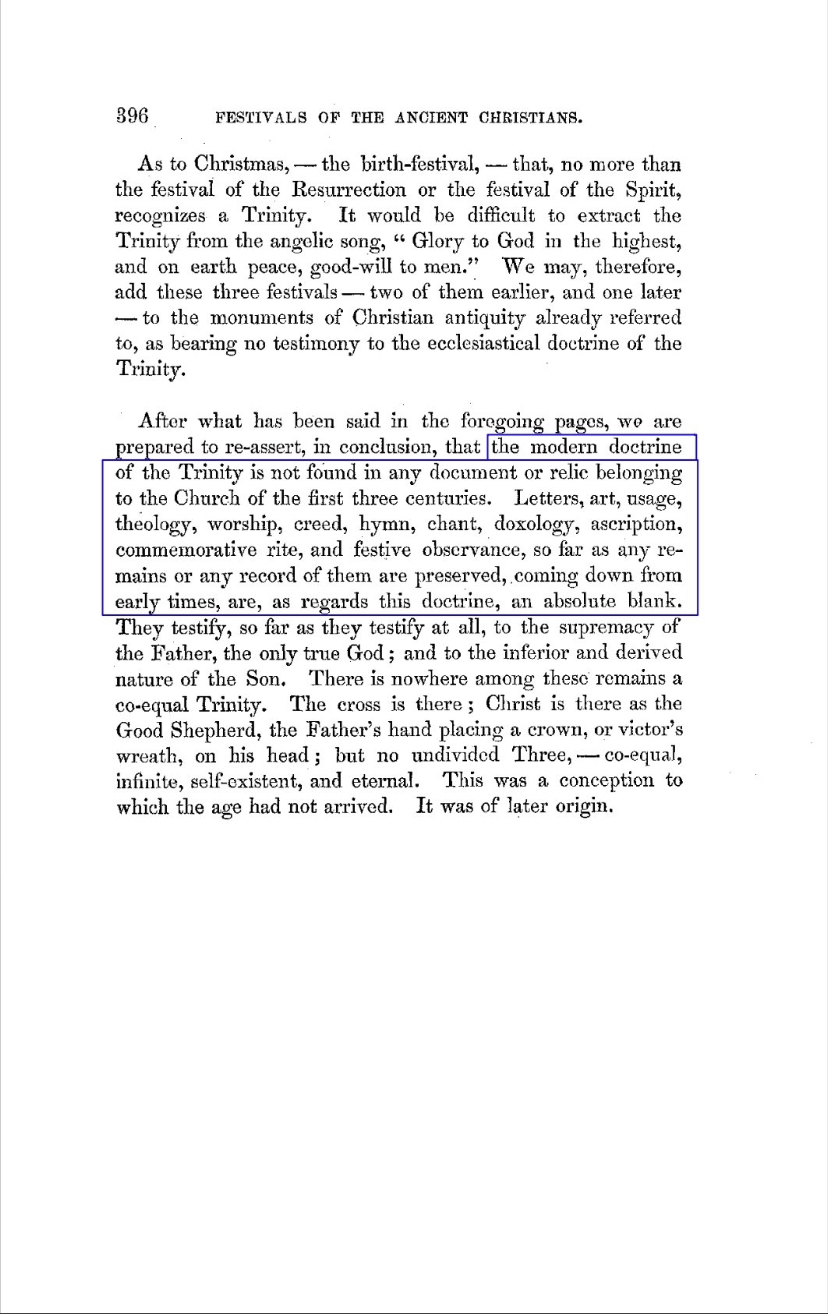 396 FESTIVALS OF THE ANCIENT CHRISTIANS.
As to Christmas, — the birth-festival, — that, no more than
the festival of the Resurrection or the festival of the Spirit,
recognizes a Trinity. It would be difficult to extract the
Trinity from the angelic song, “ Glory to God in the highest,
and on earth peace, good-will to men.” We may, therefore,
add these three festivals — two of them earlier, and one later
— to the monuments of Christian antiquity already referred
to, as bearing no testimony to the ecclesiastical doctrine of the
Trinity.
After what has been said in the foregoing pages, we are
prepared to re-assert, in conclusion, that the modern doctrine
of the Trinity is not found in any document or relic belonging
to the Church of the first three centuries. Letters, art, usage,
theology, worship, creed, hymn, chant, doxology, ascription,
commemorative rite, and festive observance, so far as any re-
mains or any record of them are preserved, coming down from
early times, are, as regards this doctrine, an absolute blank.
They testify, so far as they testify at all, to the supremacy of
the Father, the only true God ; and to the inferior and derived
nature of the Son. There is nowhere among these remains a
co-equal Trinity. The cross is there ; Christ is there as the
Good Shepherd, the Father’s hand placing a crown, or victor’s
wreath, on his head ; but no undivided Three, — co-equal,
infinite, self-existent, and eternal. This was a conception to
which the age had not arrived. It was of later origin.